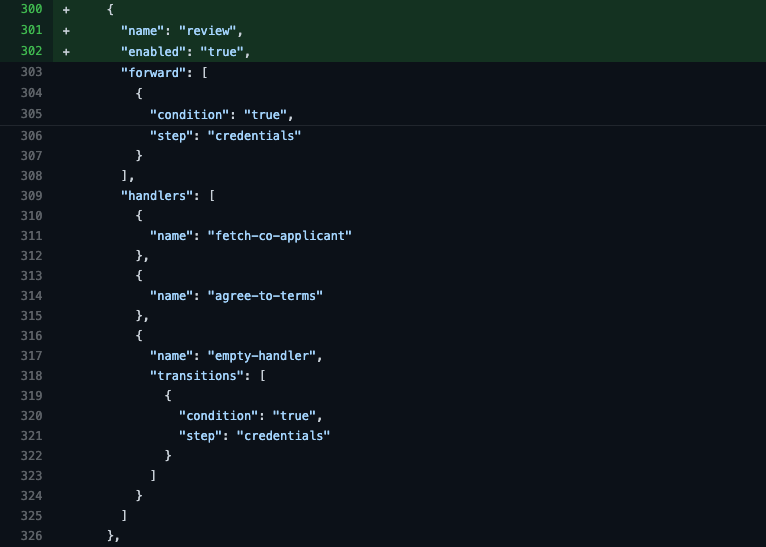 300 +     {
301 +       "name": "review",
302 +       "enabled": "true",
303         "forward": [
304           {
305             "condition": "true",
306             "step": "credentials"
307           }
308         ],
309         "handlers": [
310           {
311             "name": "fetch-co-applicant"
312           },
313           {
314             "name": "agree-to-terms"
315           },
316           {
317             "name": "empty-handler",
318             "transitions": [
319               {
320                 "condition": "true",
321                 "step": "credentials"
322               }
323             ]
324           }
325         ]
326       },